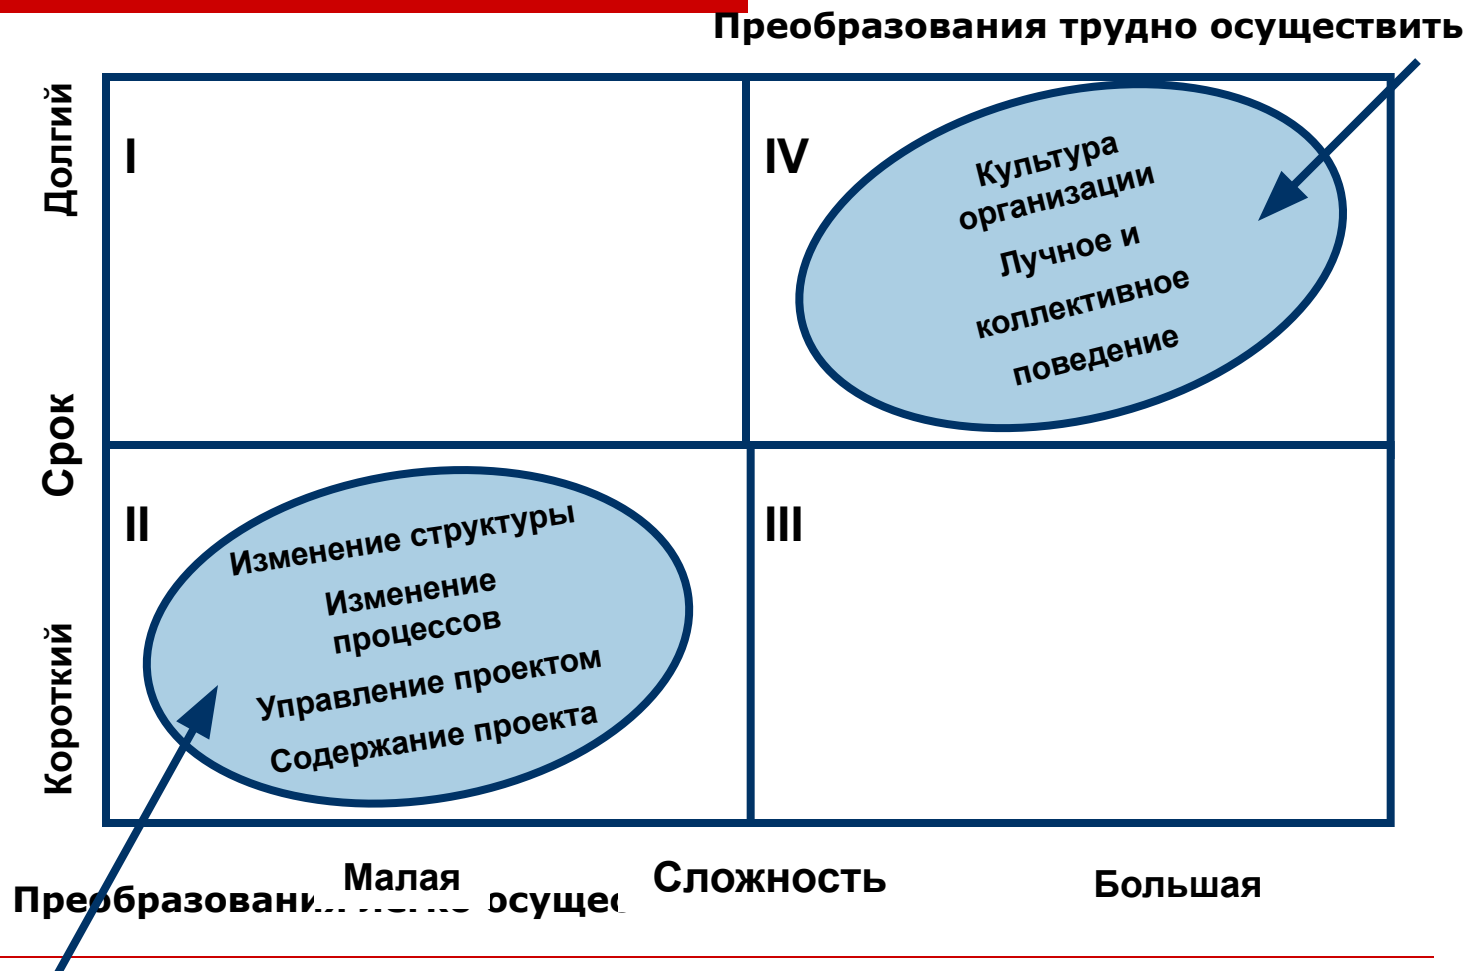 Преобразования трудно осуществить
Долгий
I
IV
Культура
организации
Лучное и
коллективное
поведение
Срок
II
III
Изменение структуры
Изменение
процессов
Управление проектом
Содержание проекта
Короткий
Малая
Сложность
Большая